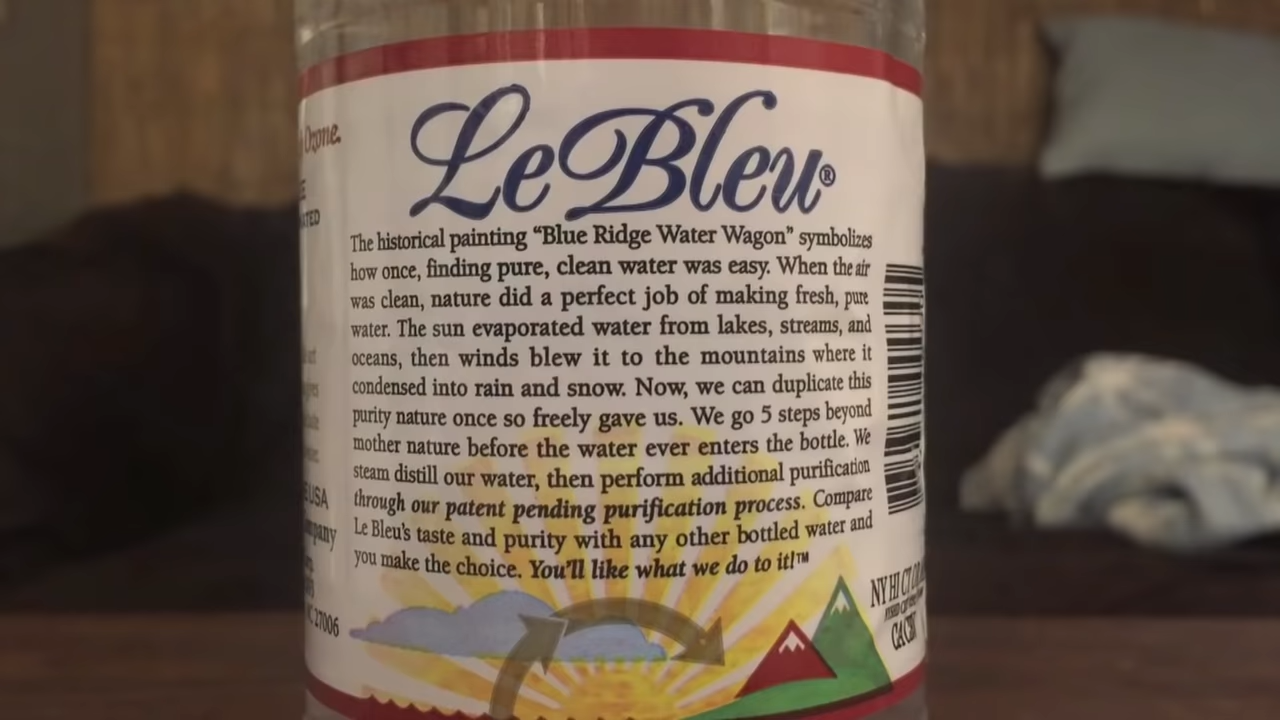 Ozone.
LeBleu®
The historical painting “Blue Ridge Water Wagon” symbolizes
how once, finding pure, clean water was easy. When the air
was clean, nature did a perfect job of making fresh, pure
water. The sun evaporated water from lakes, streams, and
oceans, then winds blew it to the mountains where it
condensed into rain and snow. Now, we can duplicate this
purity nature once so freely gave us. We go 5 steps beyond
mother nature before the water ever enters the bottle. We
steam distill our water, then perform additional purification
through our patent pending purification process. Compare
Le Bleu’s taste and purity with any other bottled water and
you make the choice. You’ll like what we do to it!™
USA
27006
NY HI CT